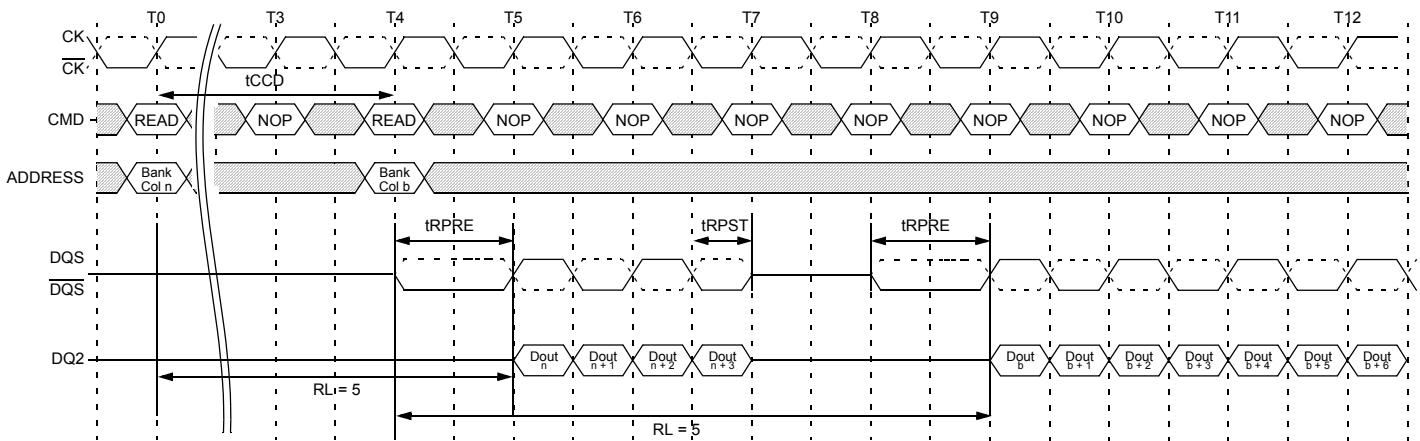 T0 T3 T4 T5 T6 T7 T8 T9 T10 T11 T12
CK
CK
tCCD
CMD READ NOP READ NOP NOP NOP NOP NOP NOP NOP NOP
ADDRESS
Bank
Col n
Bank
Col b
tRPRE tRPST tRPRE
DQS
DQS
DQ2
Dout
n
Dout
n + 1
Dout
n + 2
Dout
n + 3
Dout
b
Dout
b + 1
Dout
b + 2
Dout
b + 3
Dout
b + 4
Dout
b + 5
Dout
b + 6
RL = 5
RL = 5